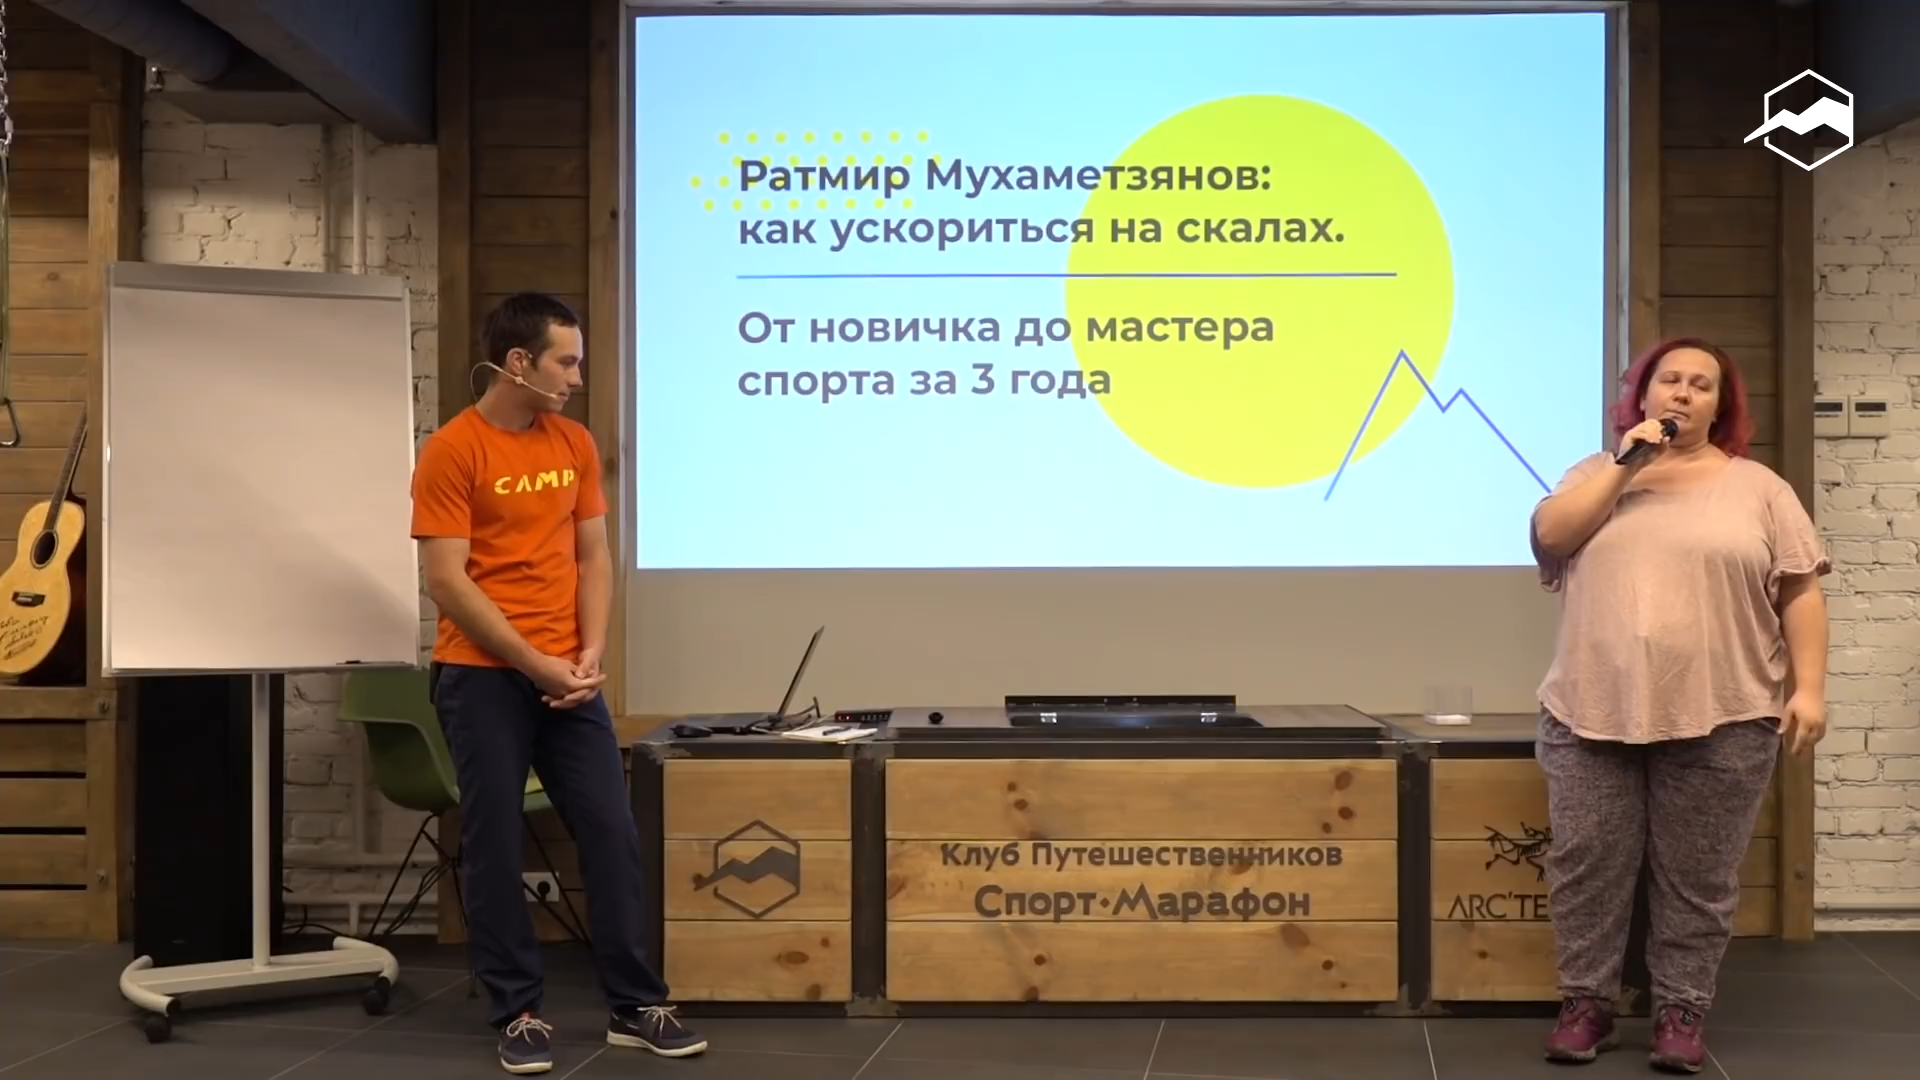 Ратмир Мухаметзянов:
как ускориться на скалах.
От новичка до мастера
спорта за 3 года
CAMP
Клуб Путешественников
Спорт•Марафон
ARC'TE